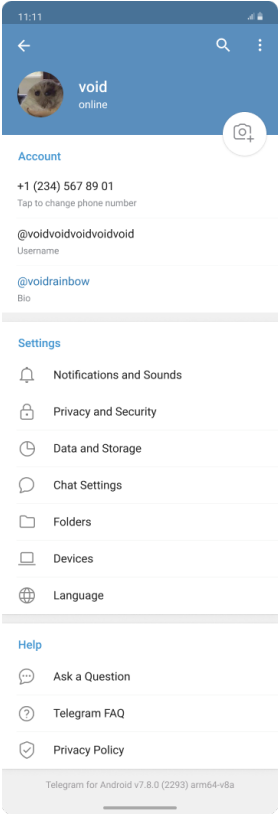 11:11
void
online
Account
+1 (234) 567 89 01
Tap to change phone number
@voidvoidvoidvoidvoid
Username
@voidrainbow
Bio
Settings
Notifications and Sounds
Privacy and Security
Data and Storage
Chat Settings
Folders
Devices
Language
Help
Ask a Question
Telegram FAQ
Privacy Policy
Telegram for Android v7.8.0 (2293) arm64-v8a